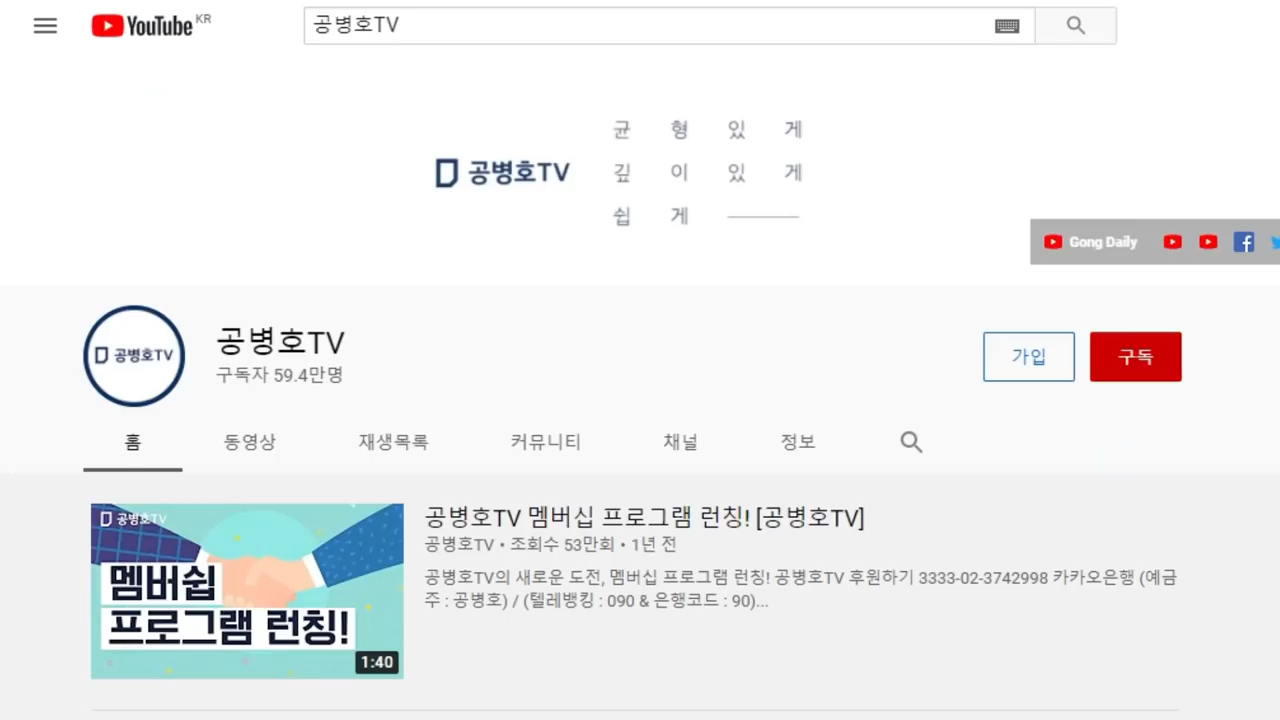 YouTube KR
공병호TV
공병호TV
균형있게
깊이있게
쉽게
Gong Daily
공병호TV
공병호TV
구독자 59.4만명
가입
구독
홈 동영상 재생목록 커뮤니티 채널 정보
공병호TV
멤버쉽
프로그램 런칭!
1:40
공병호TV 멤버십 프로그램 런칭! [공병호TV]
공병호TV • 조회수 53만회 • 1년 전
공병호TV의 새로운 도전, 멤버십 프로그램 런칭! 공병호TV 후원하기 3333-02-3742998 카카오은행 (예금
주 : 공병호) / (텔레뱅킹 : 090 & 은행코드 : 90)...